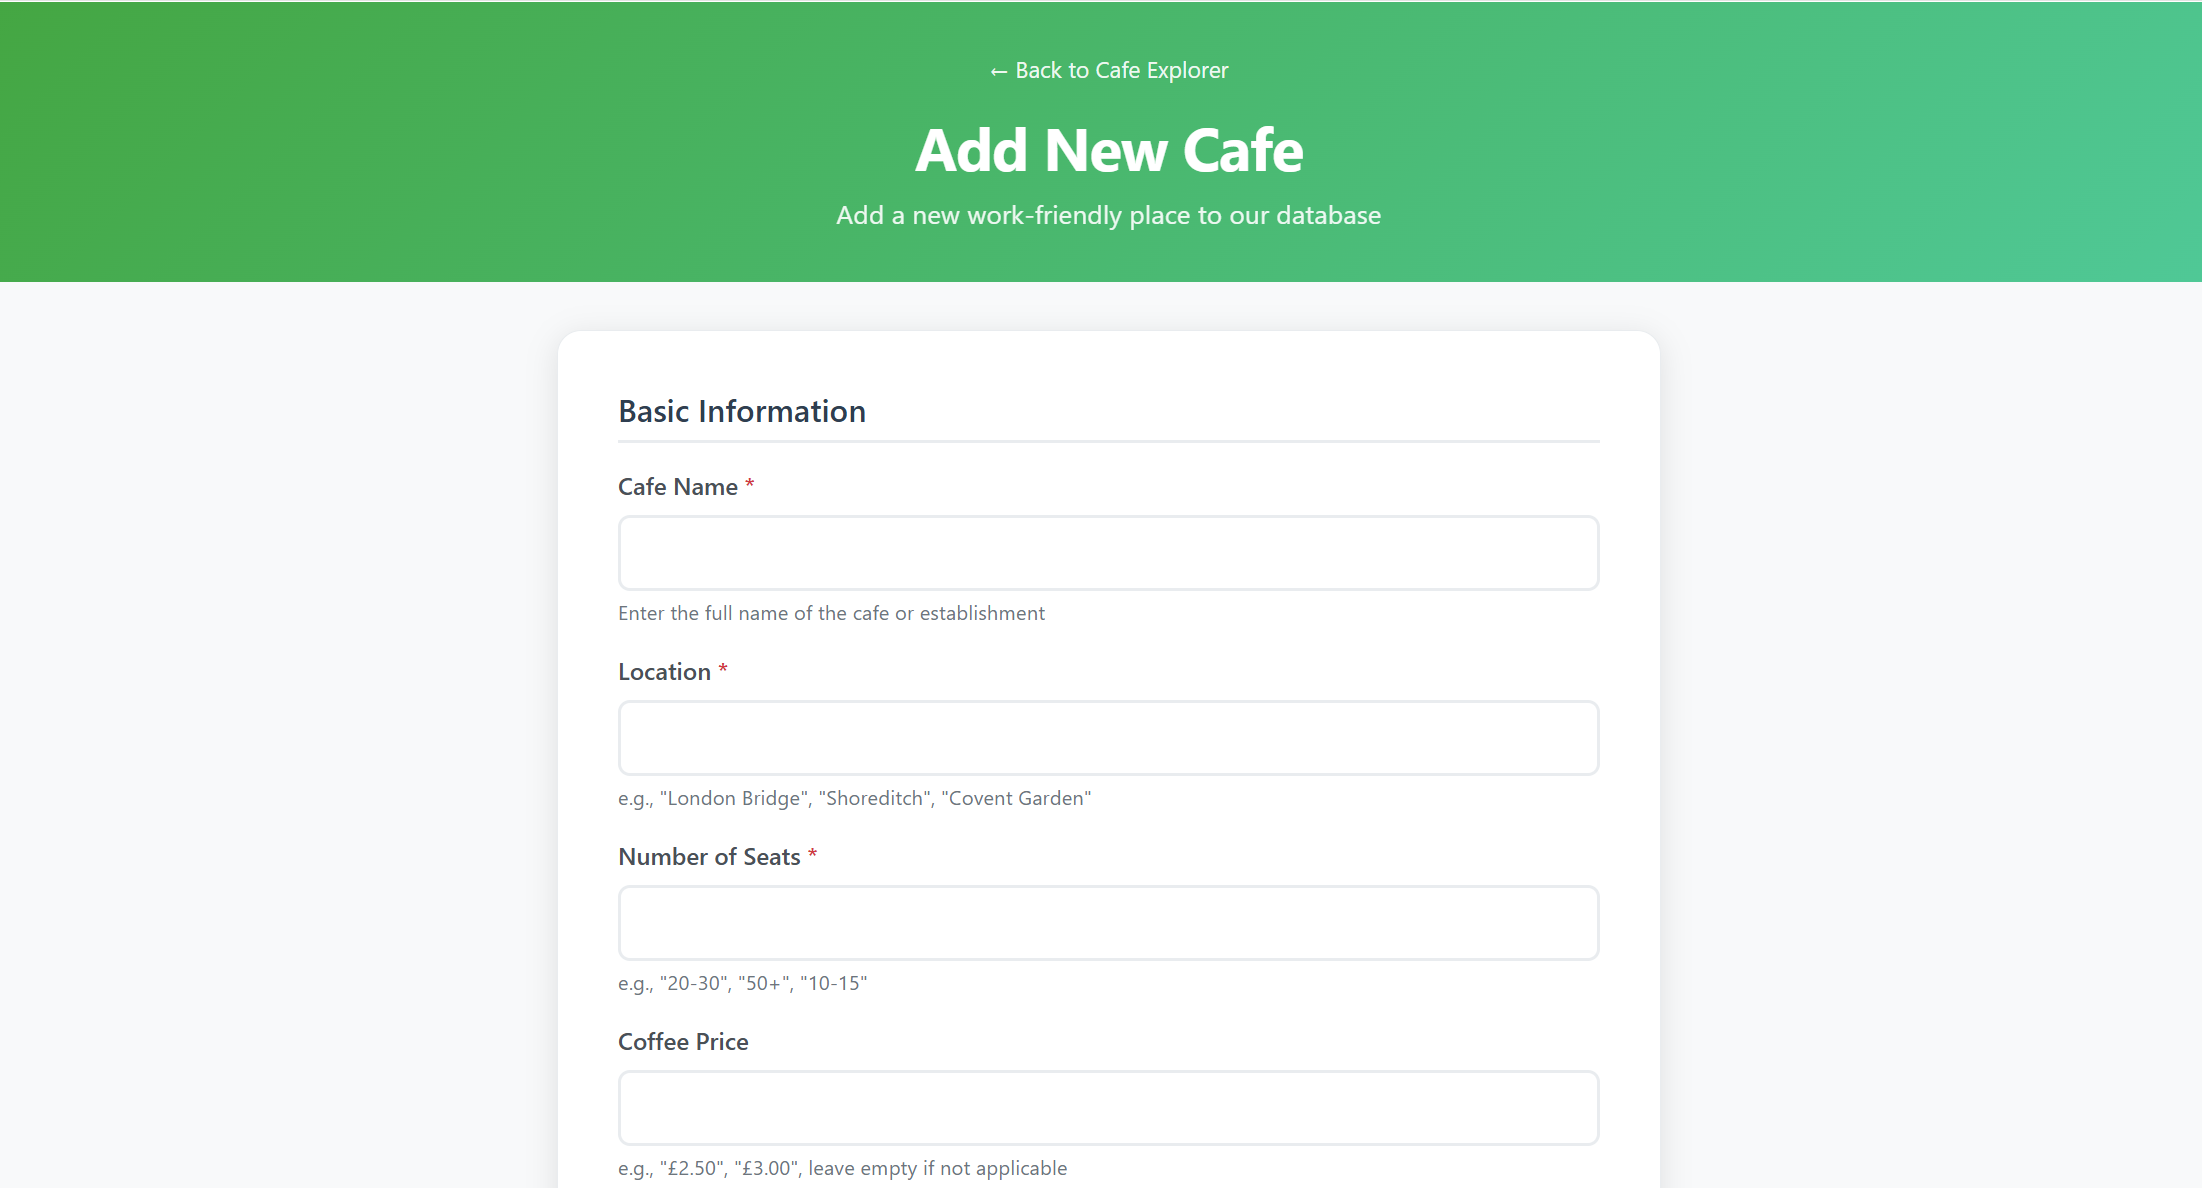 ← Back to Cafe Explorer
Add New Cafe
Add a new work-friendly place to our database
Basic Information
Cafe Name *
Enter the full name of the cafe or establishment
Location *
e.g., "London Bridge", "Shoreditch", "Covent Garden"
Number of Seats *
e.g., "20-30", "50+", "10-15"
Coffee Price
e.g., "£2.50", "£3.00", leave empty if not applicable